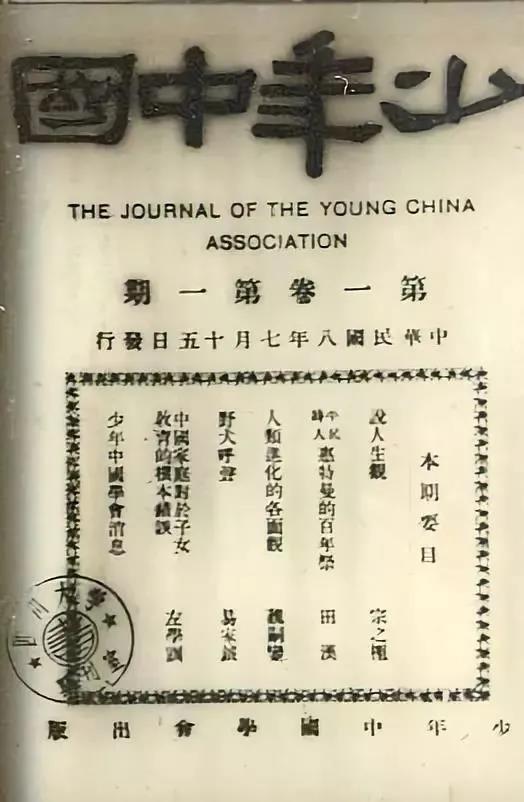 少年中國
THE JOURNAL OF THE YOUNG CHINA
ASSOCIATION
第一卷第一期
中華民國八年七月十五日發行
本期要目
說人生觀 宗之櫆
平民詩人惠特曼的百年祭 田漢
人類進化的各面觀 魏嗣鑾
野犬呼聲 易家鉞
中國家庭對於子女
教育的根本錯誤 左學訓
少年中國學會消息
少年中國學會出版